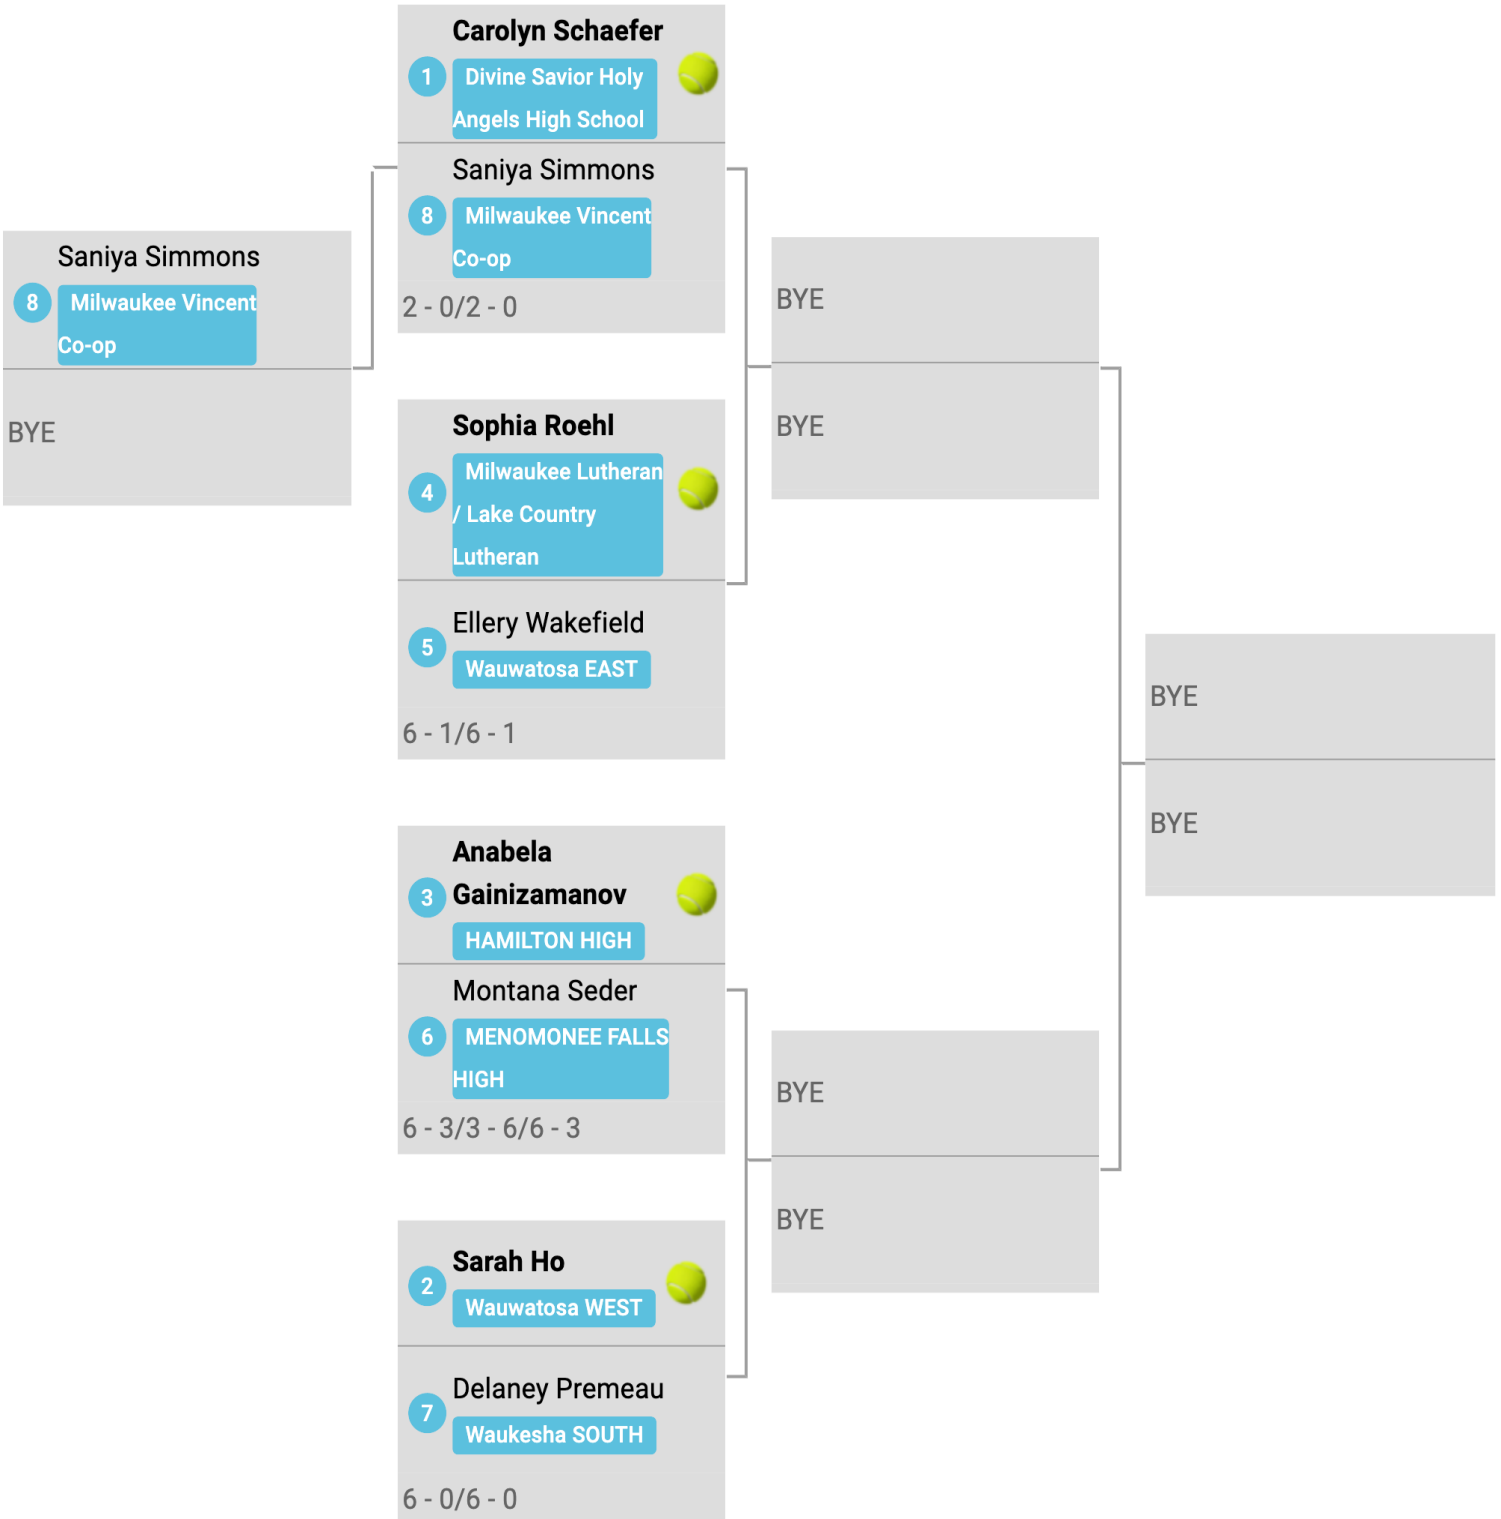 Saniya Simmons
8
Milwaukee Vincent
Co-op
BYE
Carolyn Schaefer
1
Divine Savior Holy
Angels High School
Saniya Simmons
8
Milwaukee Vincent
Co-op
2 - 0/2 - 0
Sophia Roehl
4
Milwaukee Lutheran
/ Lake Country
Lutheran
Ellery Wakefield
5
Wauwatosa EAST
6 - 1/6 - 1
Anabela
3
Gainizamanov
HAMILTON HIGH
Montana Seder
6
MENOMONEE FALLS
HIGH
6 - 3/3 - 6/6 - 3
Sarah Ho
2
Wauwatosa WEST
Delaney Premeau
7
Waukesha SOUTH
6 - 0/6 - 0
BYE
BYE
BYE
BYE
BYE
BYE